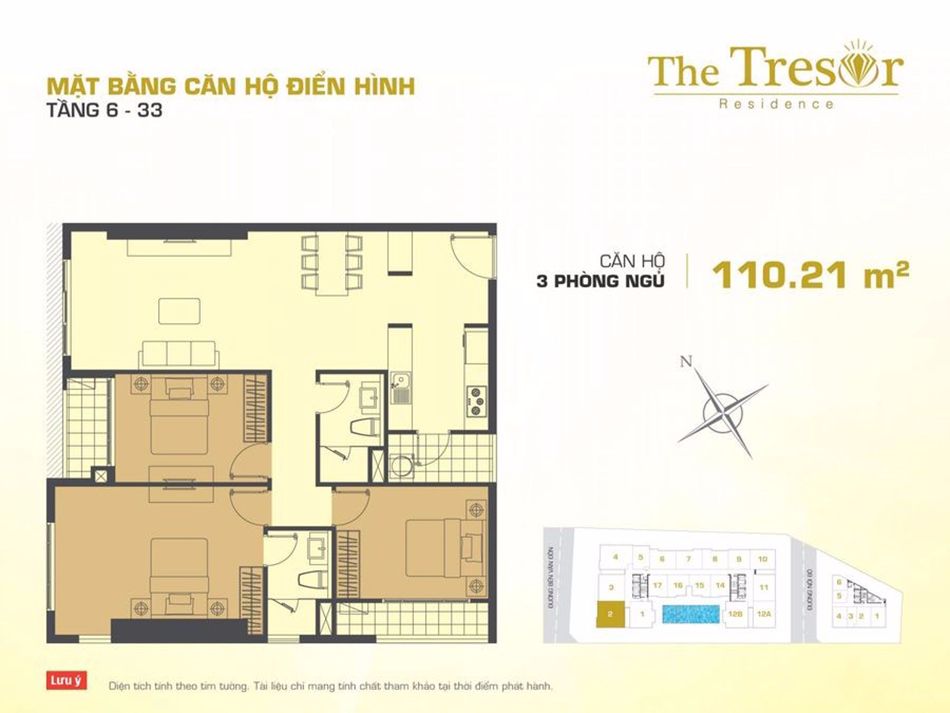 MẶT BẰNG CĂN HỘ ĐIỂN HÌNH
TẦNG 6 - 33
The Tresor
Residence
CĂN HỘ
3 PHÒNG NGỦ
110.21 m²
N
ĐƯỜNG BẾN VÂN ĐỒN
4
5
6
7
8
9
10
3
17
16
15
14
11
2
1
12B
12A
ĐƯỜNG NỘI BỘ
6
5
4
3
2
1
Lưu ý
Diện tích tính theo tim tường. Tài liệu chỉ mang tính chất tham khảo tại thời điểm phát hành.